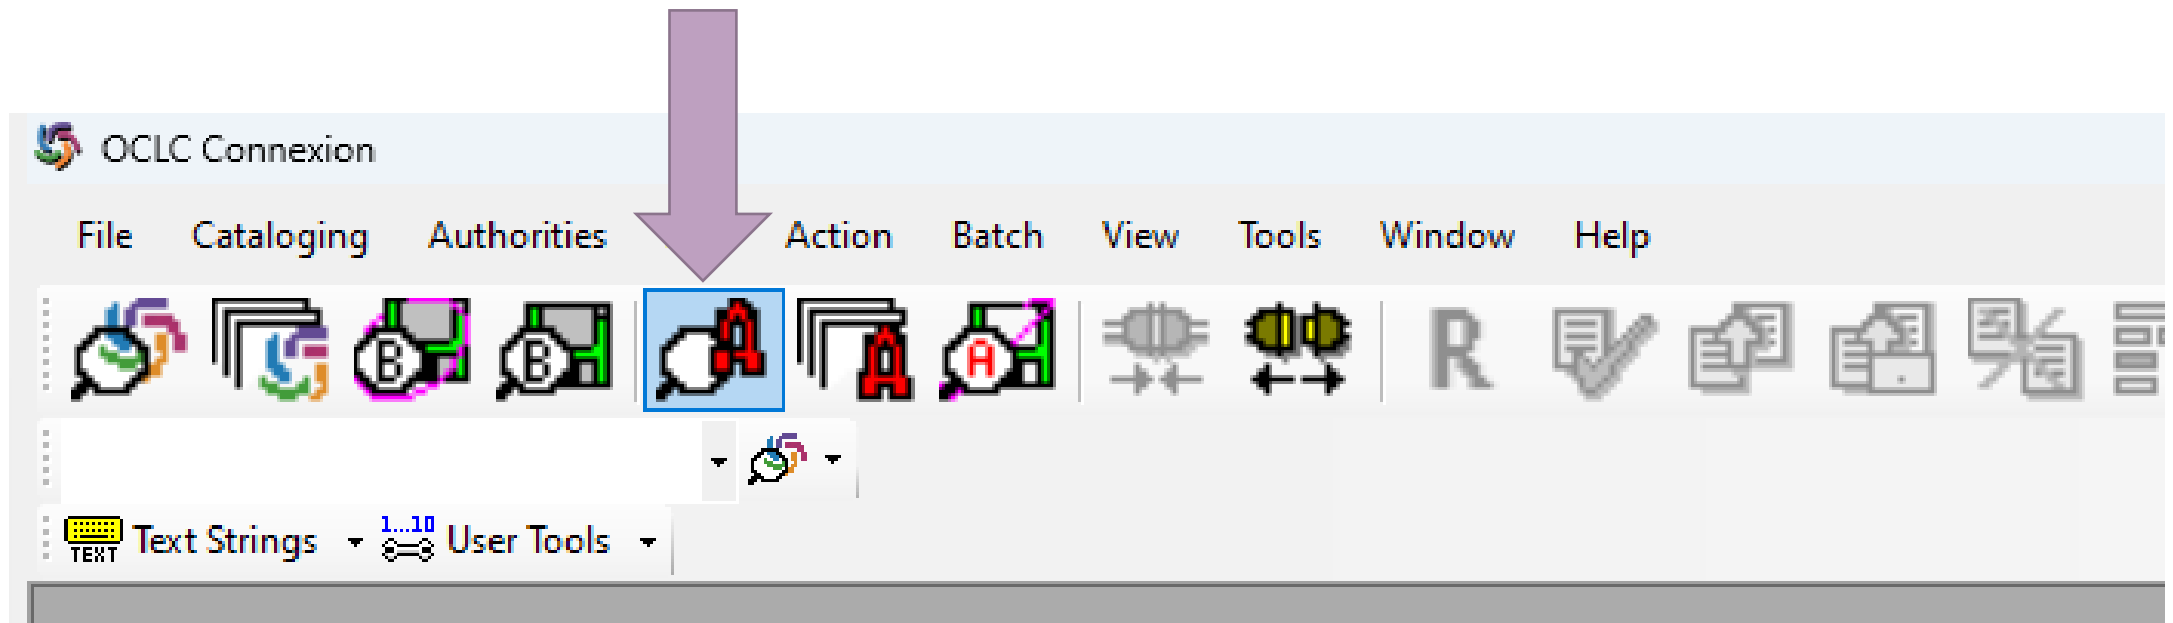 OCLC Connexion
File Cataloging Authorities Action Batch View Tools Window Help
B B A A A R
TEXT Text Strings 1...10 User Tools